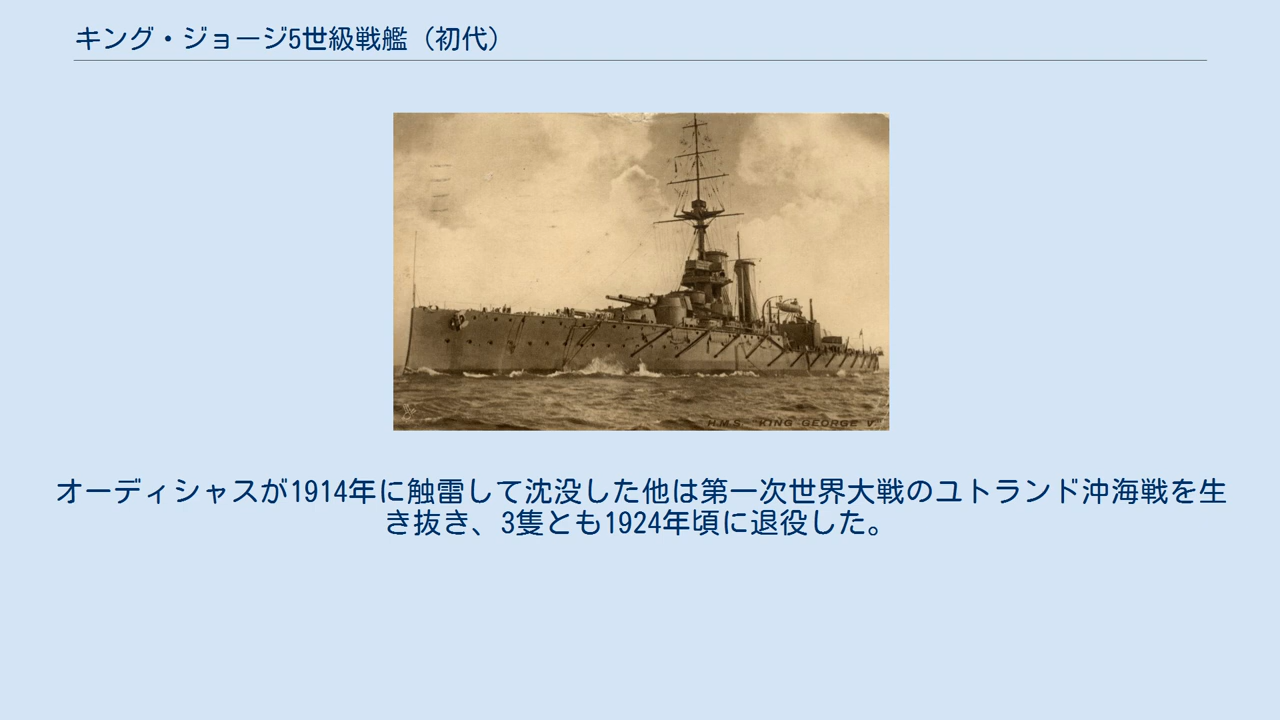 キング・ジョージ5世級戦艦（初代）
H.M.S. "KING GEORGE V"
オーディシャスが1914年に触雷して沈没した他は第一次世界大戦のユトランド沖海戦を生
き抜き、3隻とも1924年頃に退役した。